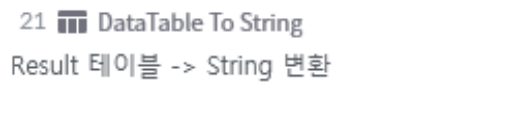 21 DataTable To String
Result 테이블 -> String 변환